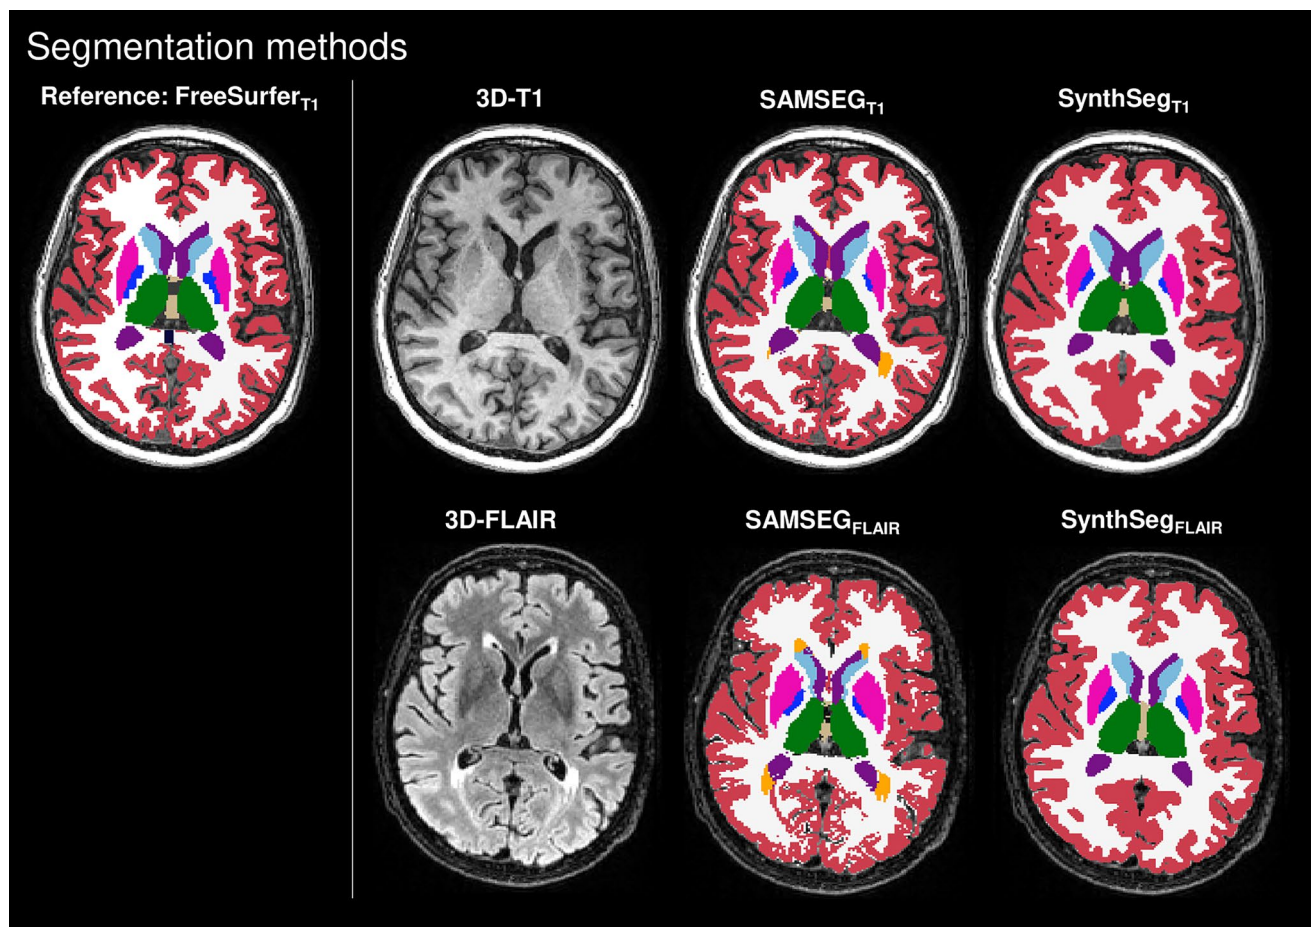 Segmentation methods
Reference: FreeSurferT1
3D-T1
SAMSEGT1
SynthSegT1
3D-FLAIR
SAMSEGFLAIR
SynthSegFLAIR